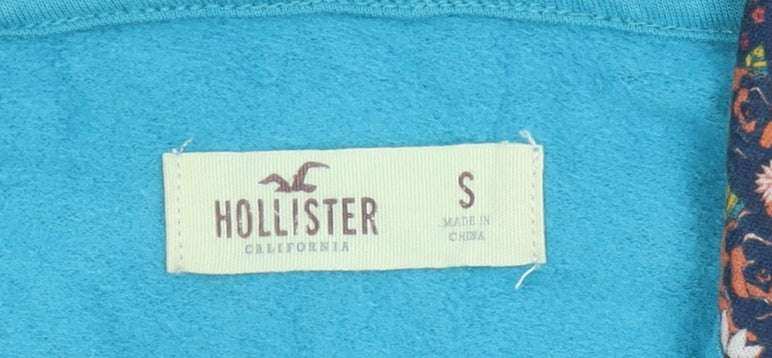 HOLLISTER
CALIFORNIA
S
MADE IN
CHINA